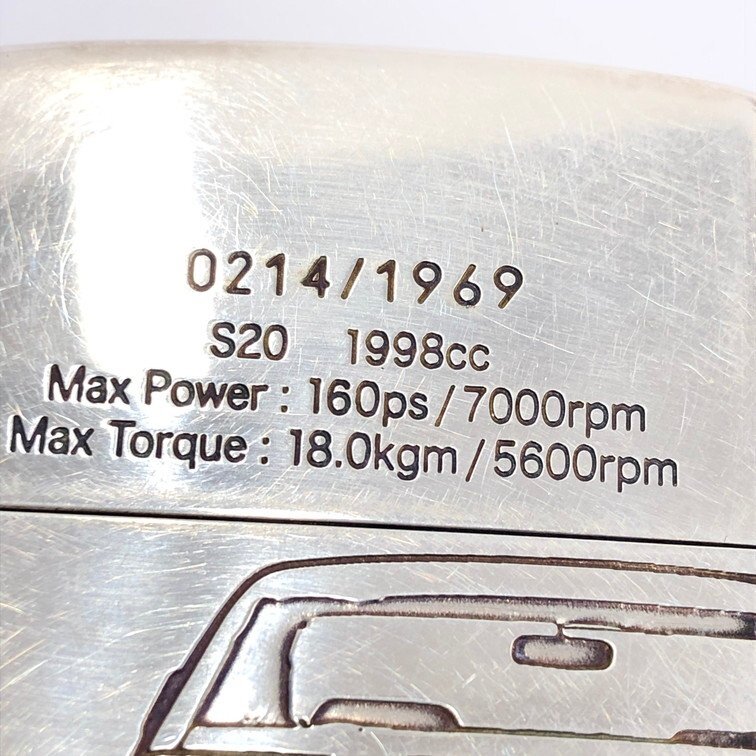 0214/1969
S20 1998cc
Max Power : 160ps/7000rpm
Max Torque : 18.0kgm/5600rpm